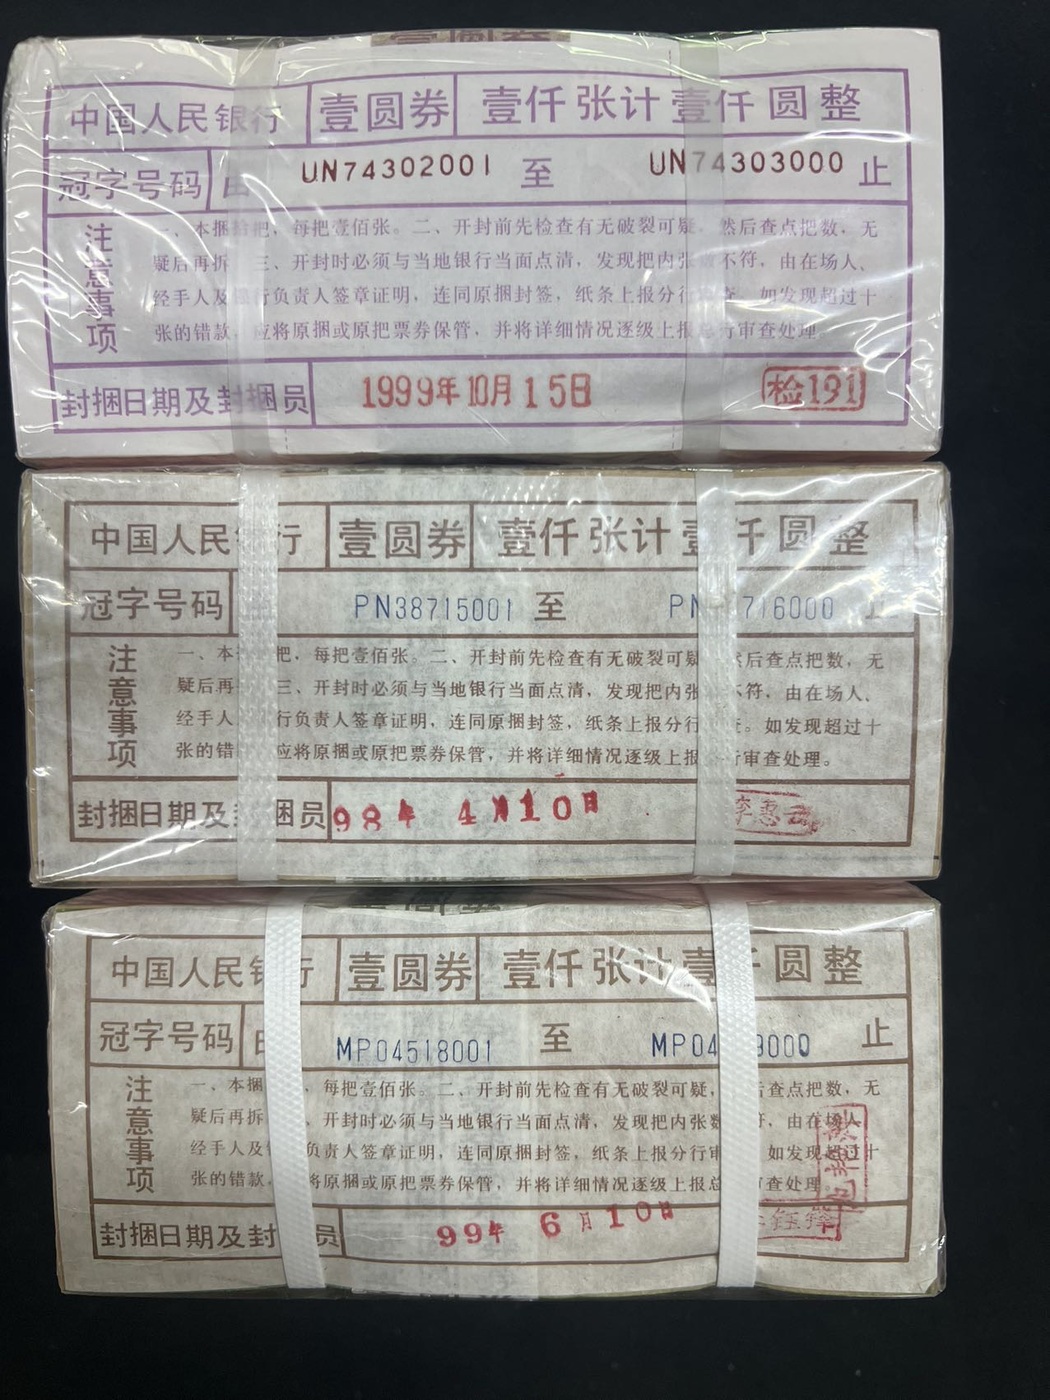 中国人民银行 壹圆券 壹仟张计壹仟圆整
冠字号码 由 UN74302001 至 UN74303000 止
注意事项
一、本捆拾把，每把壹佰张。二、开封前先检查有无破裂可疑，然后查点把数，无
疑后再拆 三、开封时必须与当地银行当面点清，发现把内张数不符，由在场人、
经手人及银行负责人签章证明，连同原捆封签，纸条上报分行 查。如发现超过十
张的错款，应将原捆或原把票券保管，并将详细情况逐级上报总行审查处理。
封捆日期及封捆员 1999年10月15日 检191
中国人民 行 壹圆券 壹仟张计 仟圆整
冠字号码 PN38715001 至 PN 716000 止
注意事项
一、本 把，每把壹佰张。二、开封前先检查有无破裂可疑 然后查点把数，无
疑后再 三、开封时必须与当地银行当面点清，发现把内张 不符，由在场人、
经手人 行负责人签章证明，连同原捆封签，纸条上报分行 。如发现超过十
张的错 应将原捆或原把票券保管，并将详细情况逐级上报 行审查处理。
封捆日期及 捆员 98年 4月10日 李惠云
中国人民银行 壹圆券 壹仟张计壹 圆整
冠字号码 MP04518001 至 MP04 9000 止
注意事项
一、本捆 每把壹佰张。二、开封前先检查有无破裂可疑， 后查点把数，无
疑后再拆 开封时必须与当地银行当面点清，发现把内张数 符，由在场人
经手人及 负责人签章证明，连同原捆封签，纸条上报分行 如发现超过十
张的错款， 将原捆或原把票券保管，并将详细情况逐级上报总 审查处理。
封捆日期及封 员 99年 6月10日